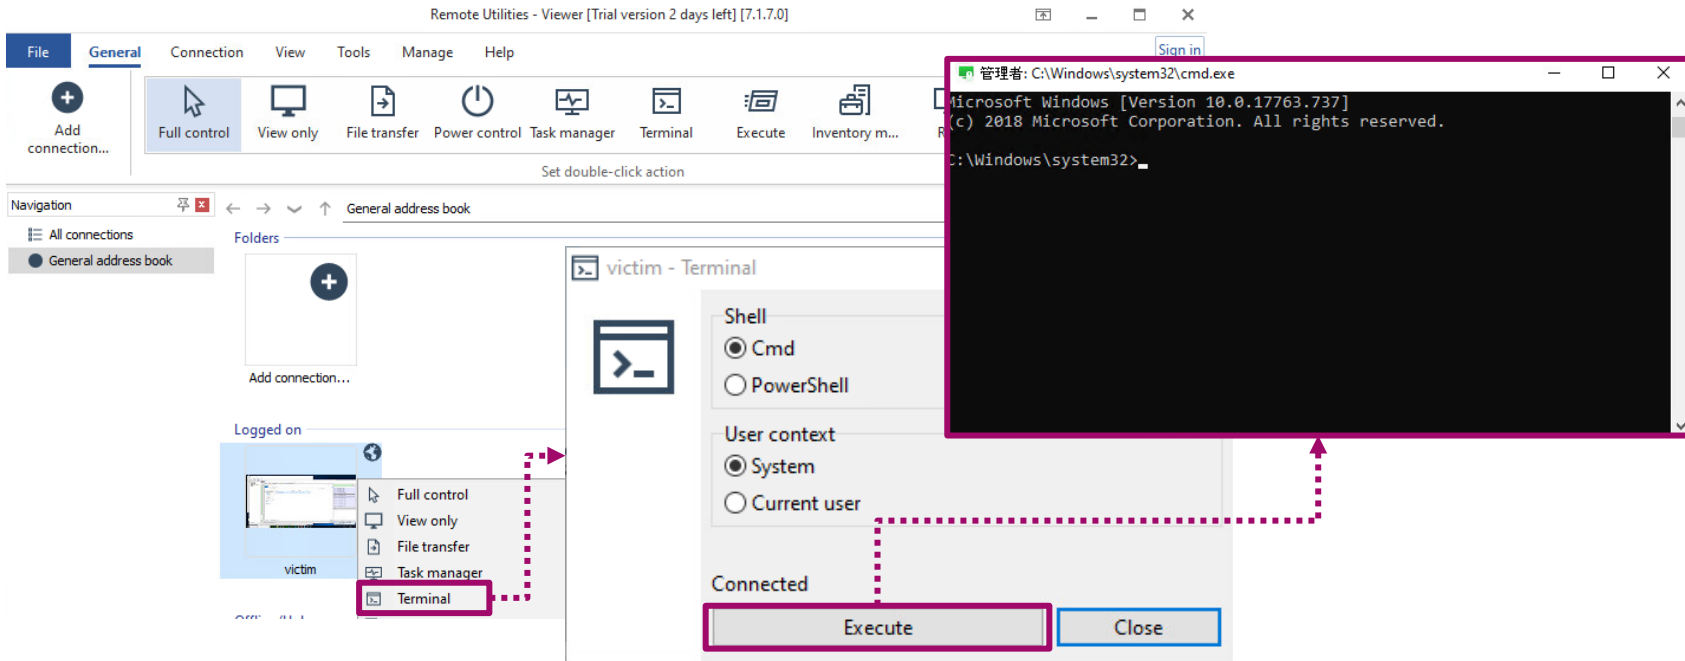 Remote Utilities - Viewer [Trial version 2 days left] [7.1.7.0]
File General Connection View Tools Manage Help
Sign in
Add connection...
Full control
View only
File transfer
Power control
Task manager
Terminal
Execute
Inventory m...
Set double-click action
Navigation
All connections
General address book
General address book
Folders
Add connection...
Logged on
victim
Full control
View only
File transfer
Task manager
Terminal
victim - Terminal
Shell
Cmd
PowerShell
User context
System
Current user
Connected
Execute
Close
管理者: C:\Windows\system32\cmd.exe
Microsoft Windows [Version 10.0.17763.737]
(c) 2018 Microsoft Corporation. All rights reserved.
C:\Windows\system32>